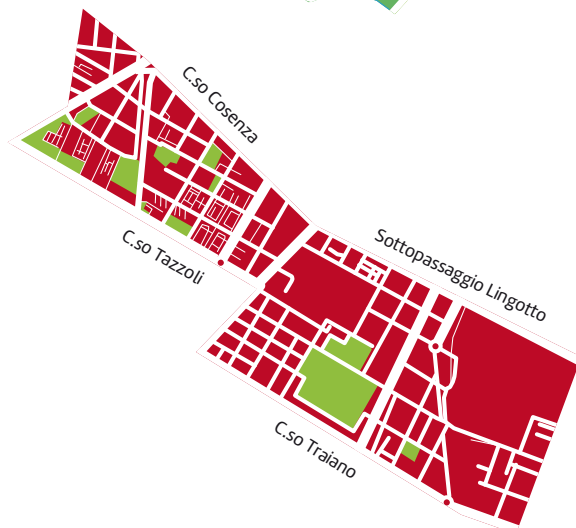 C.so Cosenza
C.so Tazzoli
Sottopassaggio Lingotto
C.so Traiano